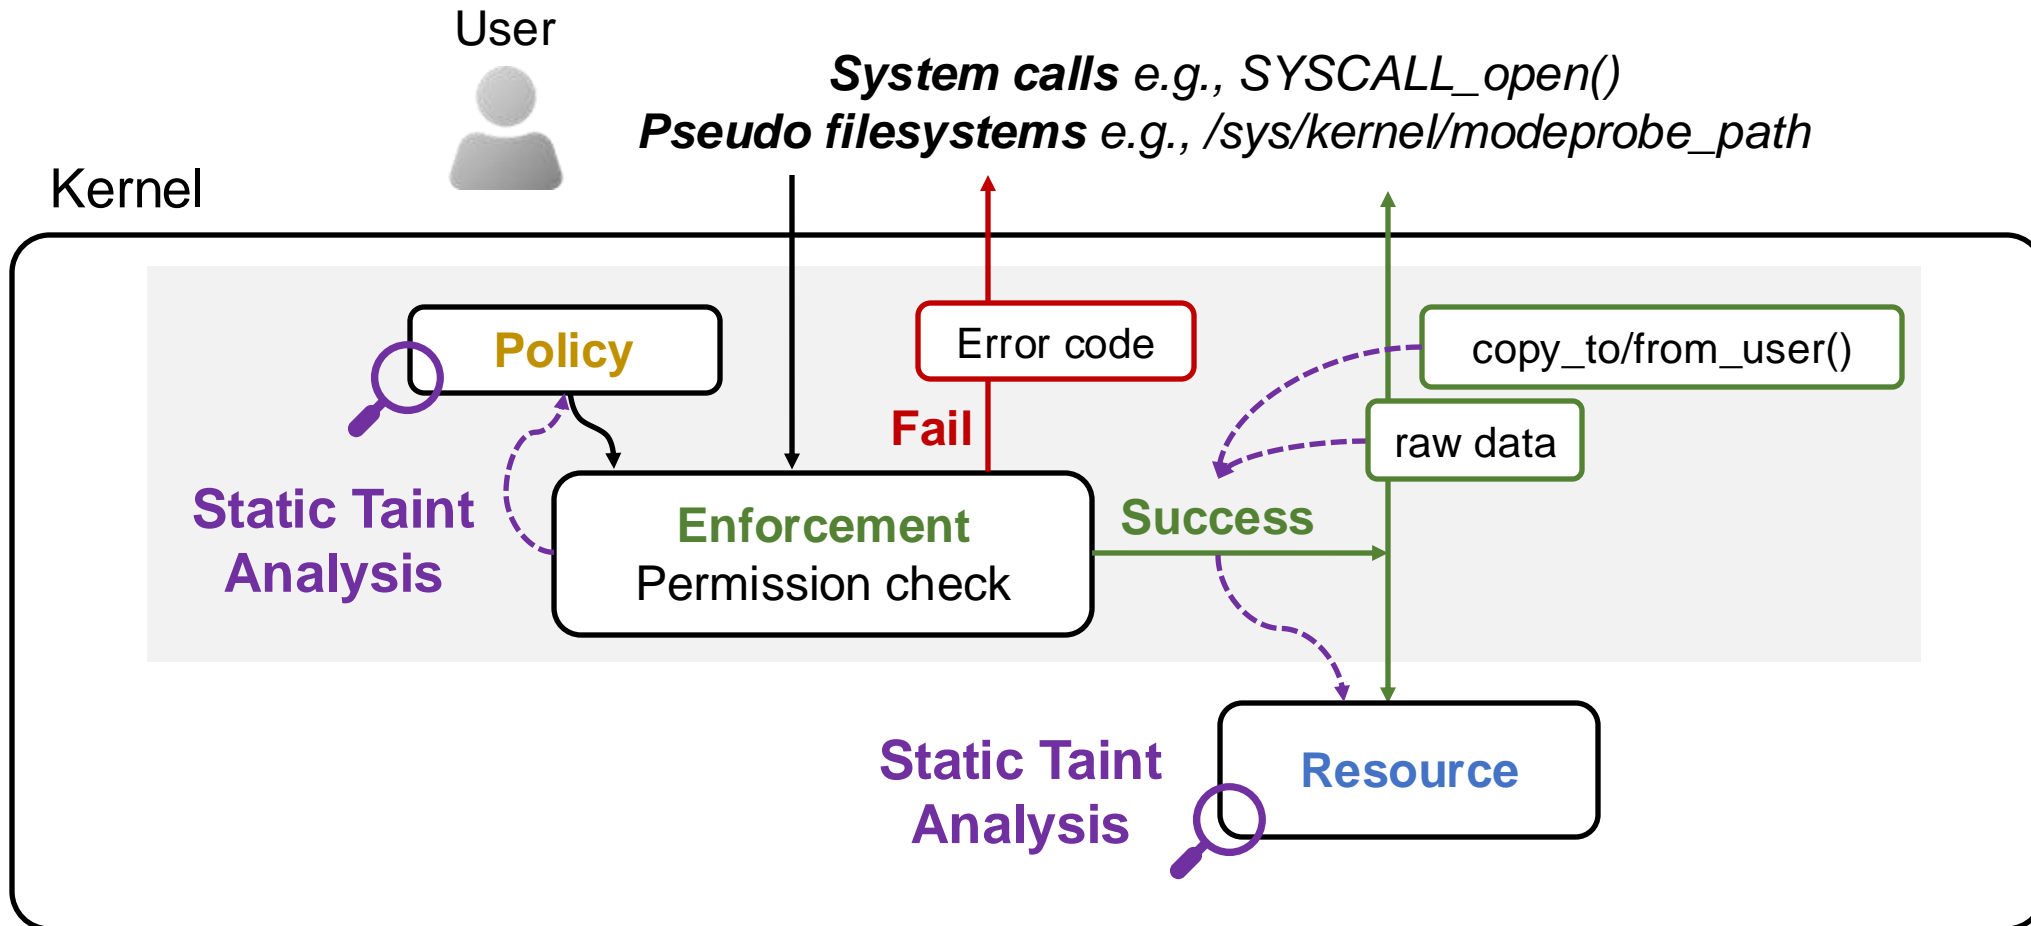 User
System calls e.g., SYSCALL_open()
Pseudo filesystems e.g., /sys/kernel/modeprobe_path
Kernel
Policy
Error code
copy_to/from_user()
Fail
raw data
Static Taint
Analysis
Enforcement
Permission check
Success
Static Taint
Analysis
Resource